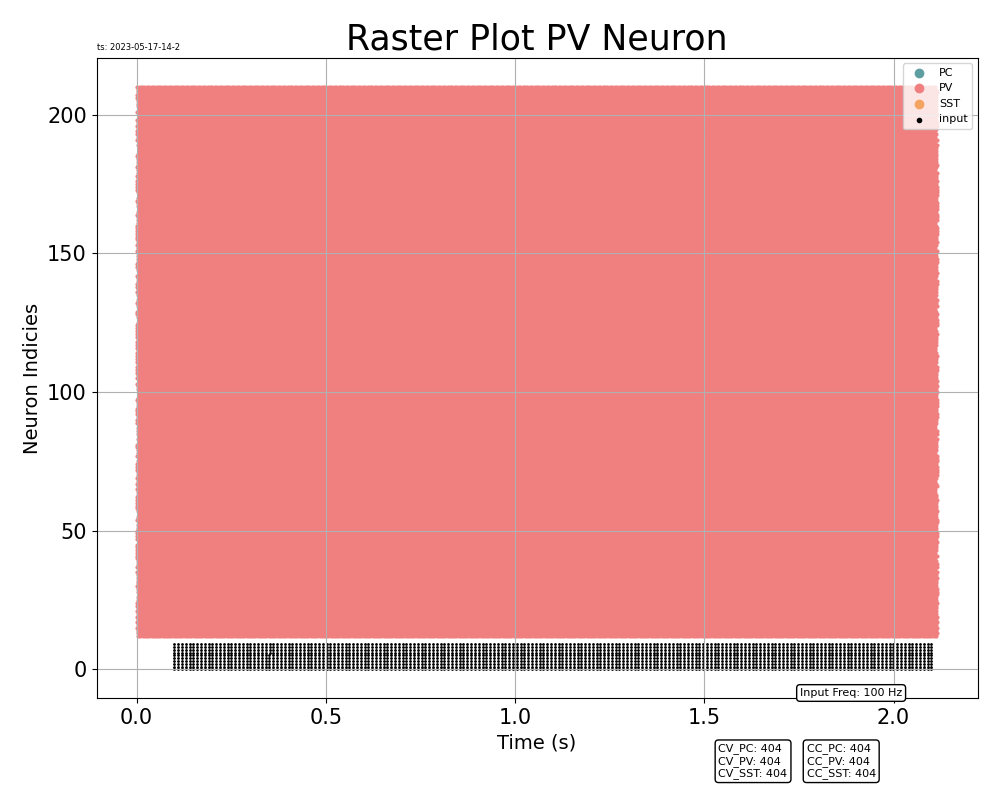 Raster Plot PV Neuron
ts: 2023-05-17-14-2
PC
PV
SST
input
200
150
100
50
0
Neuron Indicies
0.0 0.5 1.0 1.5 2.0
Time (s)
Input Freq: 100 Hz
CV_PC: 404
CV_PV: 404
CV_SST: 404
CC_PC: 404
CC_PV: 404
CC_SST: 404